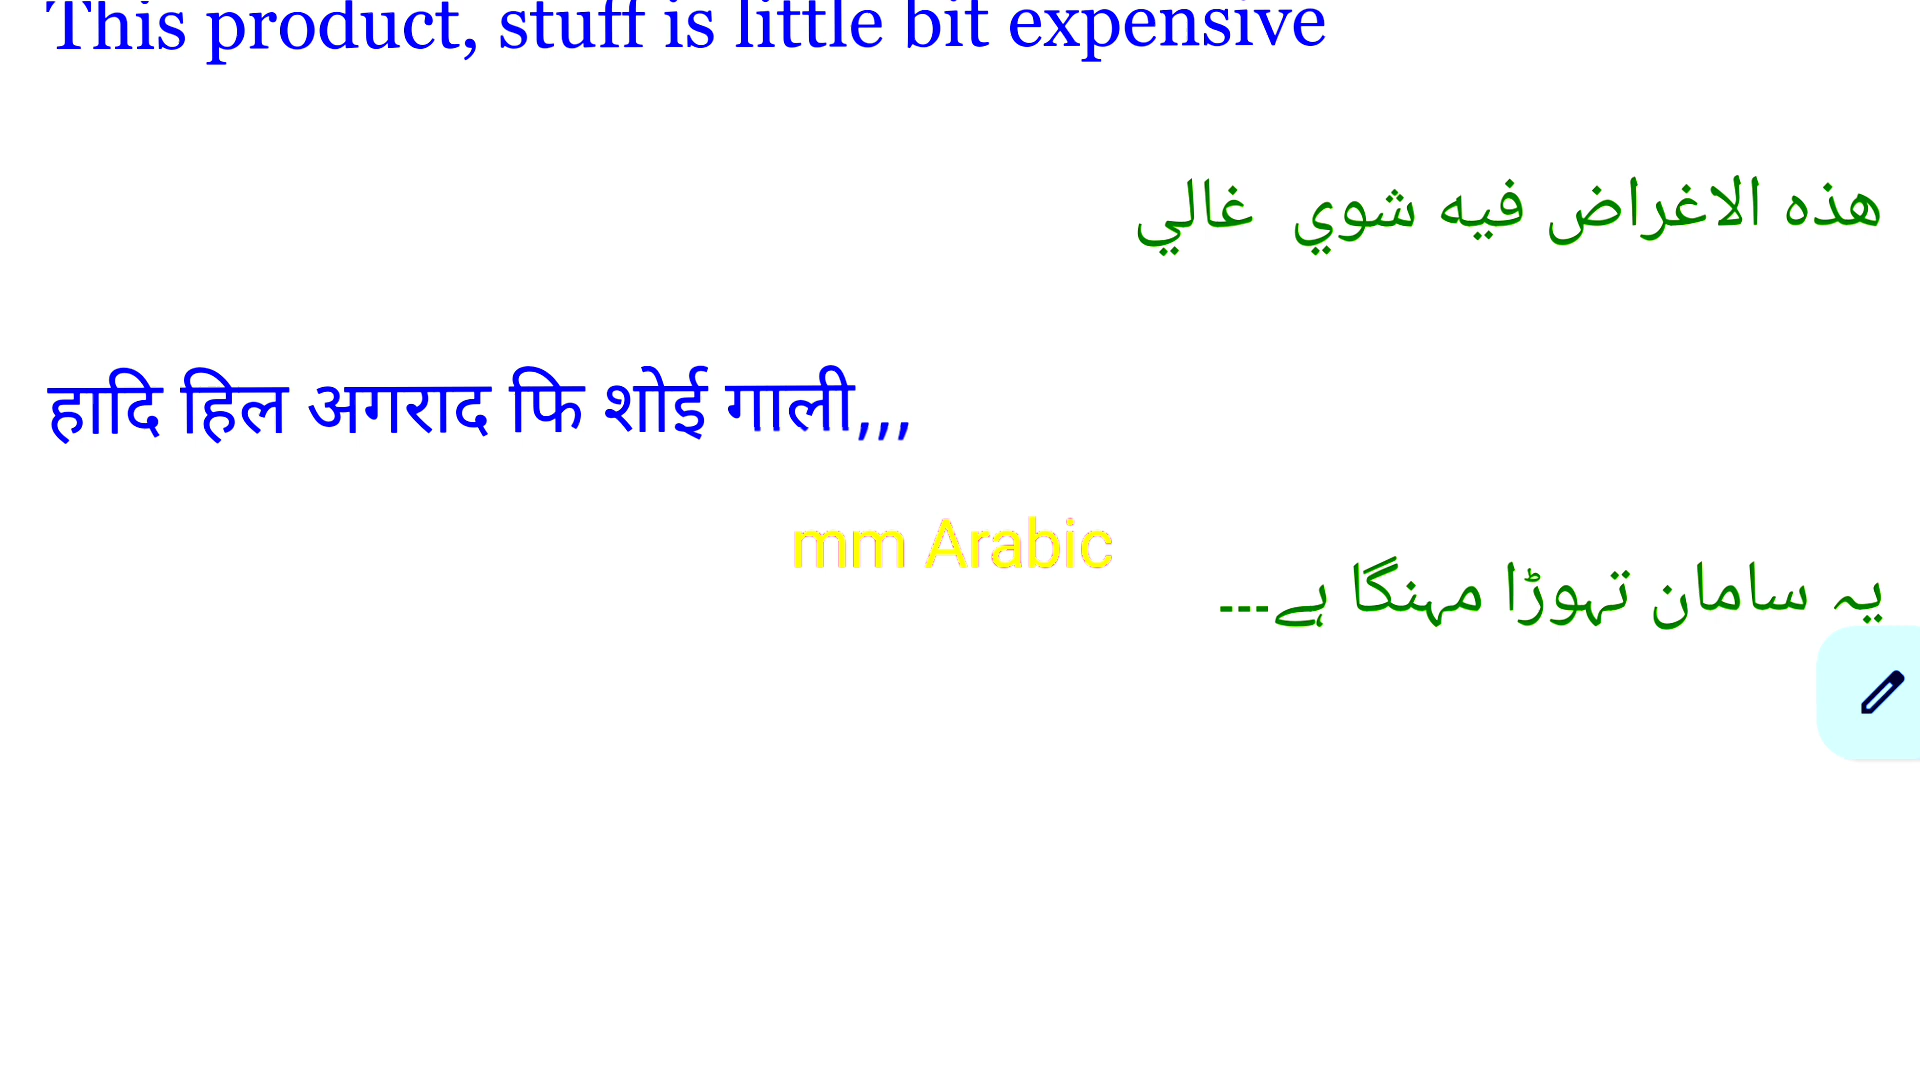 This product, stuff is little bit expensive
هذه الاغراض فيه شوي غالي
हादि हिल अगराद फि शोई गाली,,,
mm Arabic
یہ سامان تہوڑا مہنگا ہے---